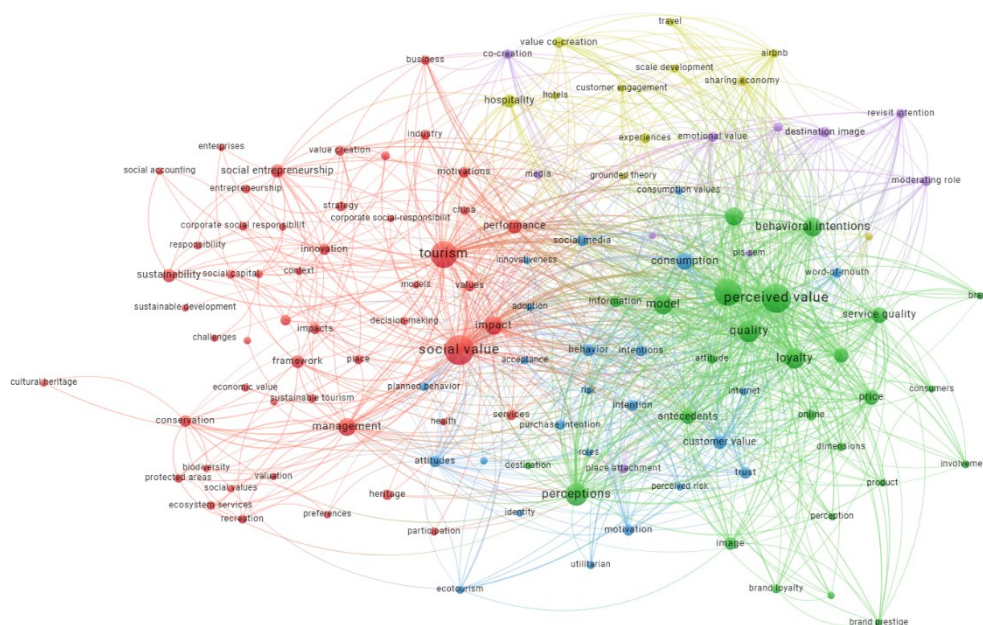 travel
value co-creation
co-creation
airbnb
business
scale development
sharing economy
customer engagement
hotels
hospitality
revisit intention
industry
experiences
emotional value
destination image
enterprises
value creation
social accounting
social entrepreneurship
motivations
media
grounded theory
moderating role
entrepreneurship
consumption values
strategy
china
corporate social responsibilit
corporate social-responsibilit
performance
behavioral intentions
responsibility
innovation
social media
tourism
innovativeness
consumption
pls-sem
sustainability
social capital
context
word-of-mouth
models
values
sustainable development
adoption
information
model
perceived value
bran
service quality
challenges
impacts
decision-making
impact
quality
social value
behavior
intentions
framework
place
acceptance
attitude
loyalty
cultural heritage
economic value
planned behavior
risk
internet
consumers
sustainable tourism
intention
price
conservation
management
health
services
purchase intention
antecedents
online
customer value
dimensions
roles
biodiversity
attitudes
destination
place attachment
trust
involvemen
protected areas
valuation
social values
perceived risk
product
ecosystem services
heritage
perceptions
recreation
preferences
identity
perception
participation
motivation
image
utilitarian
ecotourism
brand loyalty
brand prestige